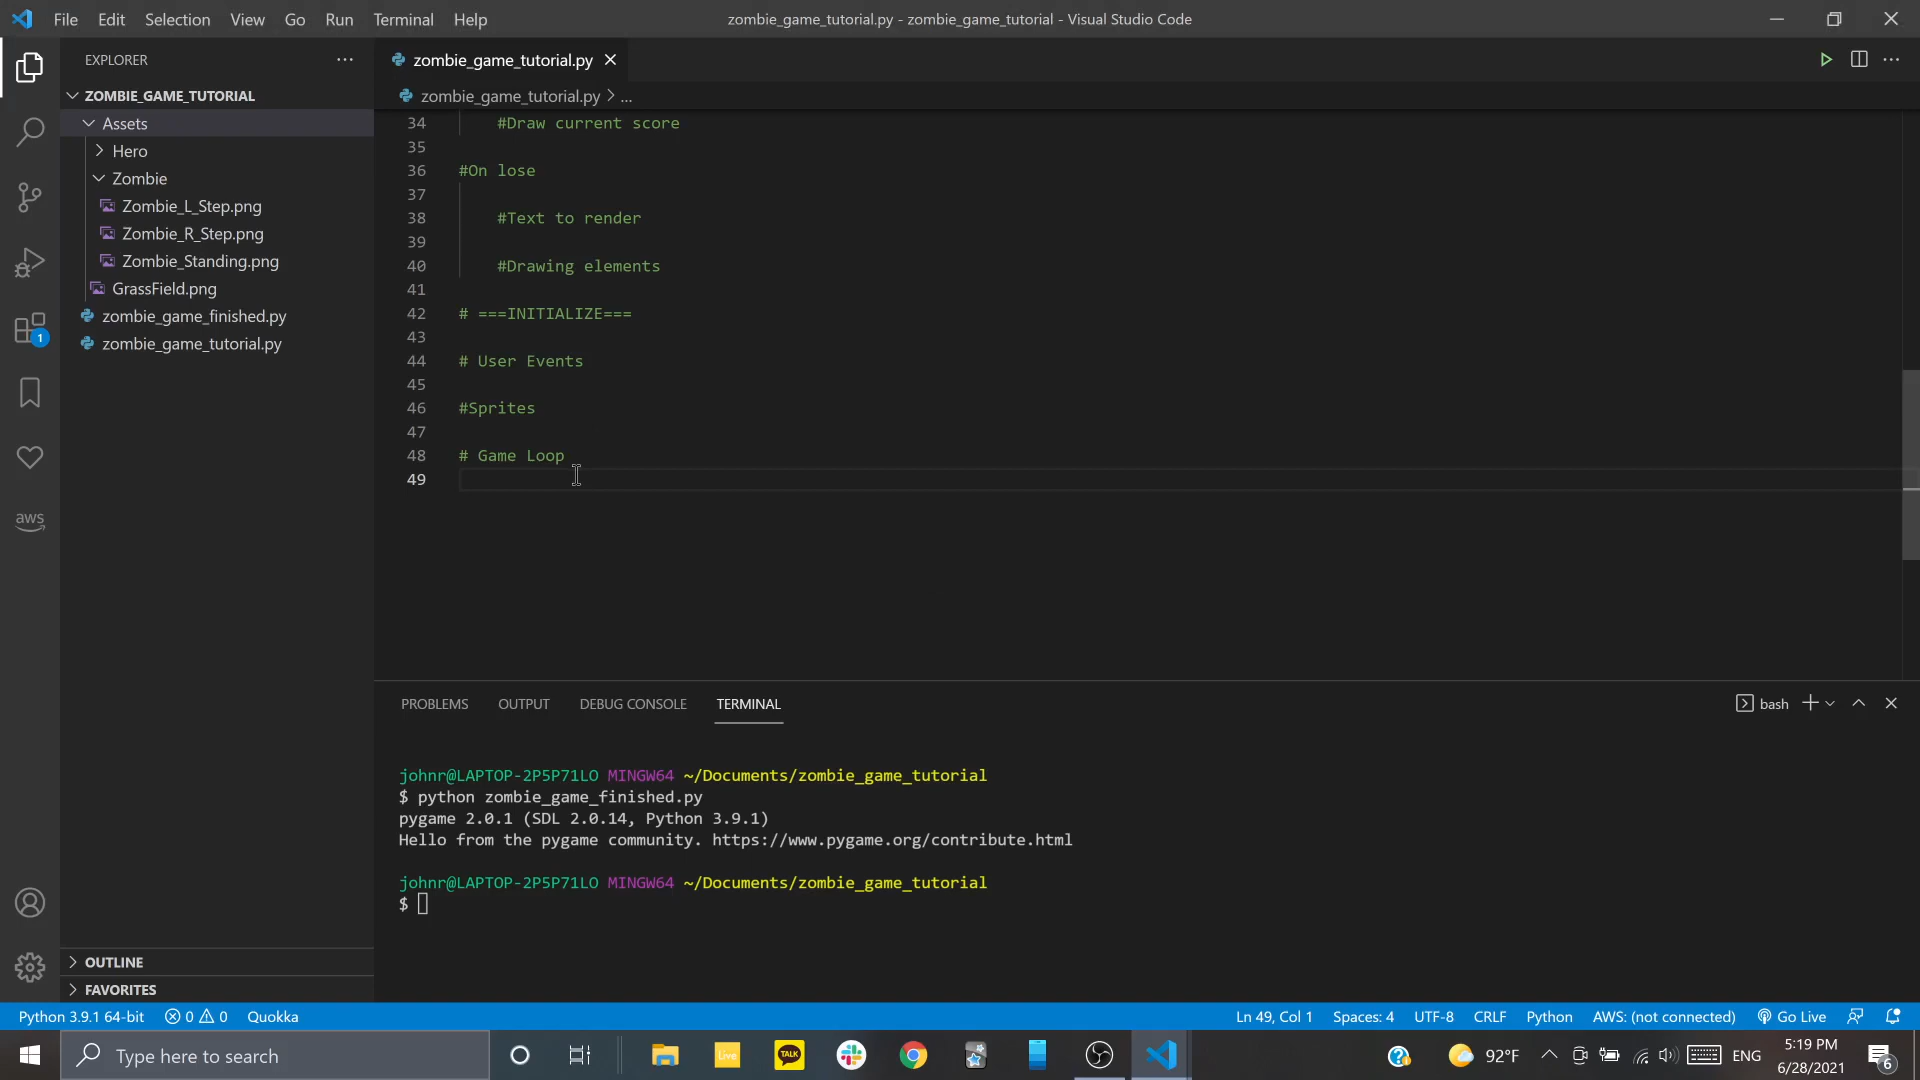 File Edit Selection View Go Run Terminal Help
zombie_game_tutorial.py - zombie_game_tutorial - Visual Studio Code
EXPLORER
ZOMBIE_GAME_TUTORIAL
Assets
Hero
Zombie
Zombie_L_Step.png
Zombie_R_Step.png
Zombie_Standing.png
GrassField.png
zombie_game_finished.py
zombie_game_tutorial.py
OUTLINE
FAVORITES
1
aws
zombie_game_tutorial.py
zombie_game_tutorial.py > ...
34 #Draw current score
35
36 #On lose
37
38 #Text to render
39
40 #Drawing elements
41
42 # ===INITIALIZE===
43
44 # User Events
45
46 #Sprites
47
48 # Game Loop
49
PROBLEMS OUTPUT DEBUG CONSOLE TERMINAL
bash
johnr@LAPTOP-2P5P71LO MINGW64 ~/Documents/zombie_game_tutorial
$ python zombie_game_finished.py
pygame 2.0.1 (SDL 2.0.14, Python 3.9.1)
Hello from the pygame community. https://www.pygame.org/contribute.html
johnr@LAPTOP-2P5P71LO MINGW64 ~/Documents/zombie_game_tutorial
$
Python 3.9.1 64-bit 0 0 Quokka
Ln 49, Col 1 Spaces: 4 UTF-8 CRLF Python AWS: (not connected) Go Live
Type here to search
live
TALK
92°F
ENG
5:19 PM
6/28/2021
6